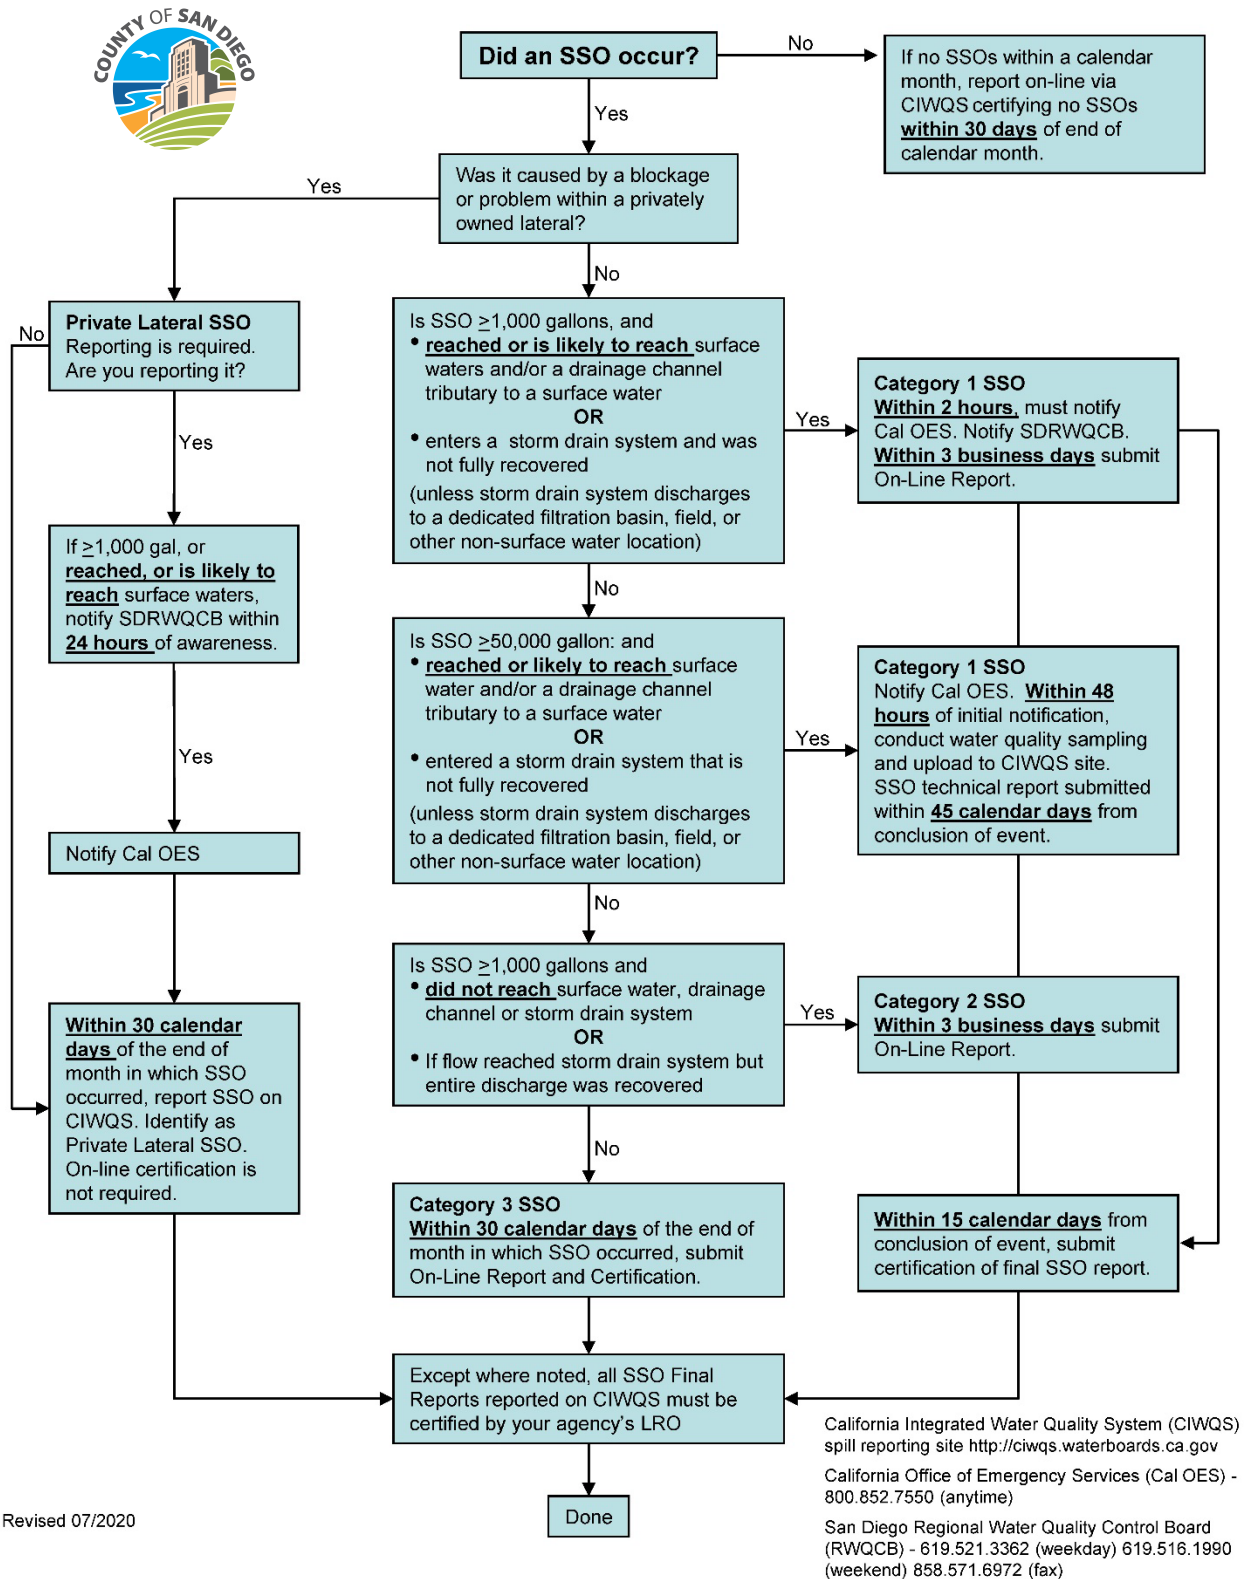 COUNTY OF SAN DIEGO
Did an SSO occur?
No
If no SSOs within a calendar
month, report on-line via
CIWQS certifying no SSOs
within 30 days of end of
calendar month.
Yes
Was it caused by a blockage
or problem within a privately
owned lateral?
Yes
No
Private Lateral SSO
Reporting is required.
Are you reporting it?
No
Yes
If ≥1,000 gal, or
reached, or is likely to
reach surface waters,
notify SDRWQCB within
24 hours of awareness.
Yes
Notify Cal OES
Within 30 calendar
days of the end of
month in which SSO
occurred, report SSO on
CIWQS. Identify as
Private Lateral SSO.
On-line certification is
not required.
Is SSO ≥1,000 gallons, and
• reached or is likely to reach surface
waters and/or a drainage channel
tributary to a surface water
OR
• enters a storm drain system and was
not fully recovered
(unless storm drain system discharges
to a dedicated filtration basin, field, or
other non-surface water location)
Yes
Category 1 SSO
Within 2 hours, must notify
Cal OES. Notify SDRWQCB.
Within 3 business days submit
On-Line Report.
No
Is SSO ≥50,000 gallon: and
• reached or likely to reach surface
water and/or a drainage channel
tributary to a surface water
OR
• entered a storm drain system that is
not fully recovered
(unless storm drain system discharges
to a dedicated filtration basin, field, or
other non-surface water location)
Yes
Category 1 SSO
Notify Cal OES. Within 48
hours of initial notification,
conduct water quality sampling
and upload to CIWQS site.
SSO technical report submitted
within 45 calendar days from
conclusion of event.
No
Is SSO ≥1,000 gallons and
• did not reach surface water, drainage
channel or storm drain system
OR
• If flow reached storm drain system but
entire discharge was recovered
Yes
Category 2 SSO
Within 3 business days submit
On-Line Report.
No
Category 3 SSO
Within 30 calendar days of the end of
month in which SSO occurred, submit
On-Line Report and Certification.
Within 15 calendar days from
conclusion of event, submit
certification of final SSO report.
Except where noted, all SSO Final
Reports reported on CIWQS must be
certified by your agency's LRO
Done
California Integrated Water Quality System (CIWQS)
spill reporting site http://ciwqs.waterboards.ca.gov
California Office of Emergency Services (Cal OES) -
800.852.7550 (anytime)
San Diego Regional Water Quality Control Board
(RWQCB) - 619.521.3362 (weekday) 619.516.1990
(weekend) 858.571.6972 (fax)
Revised 07/2020